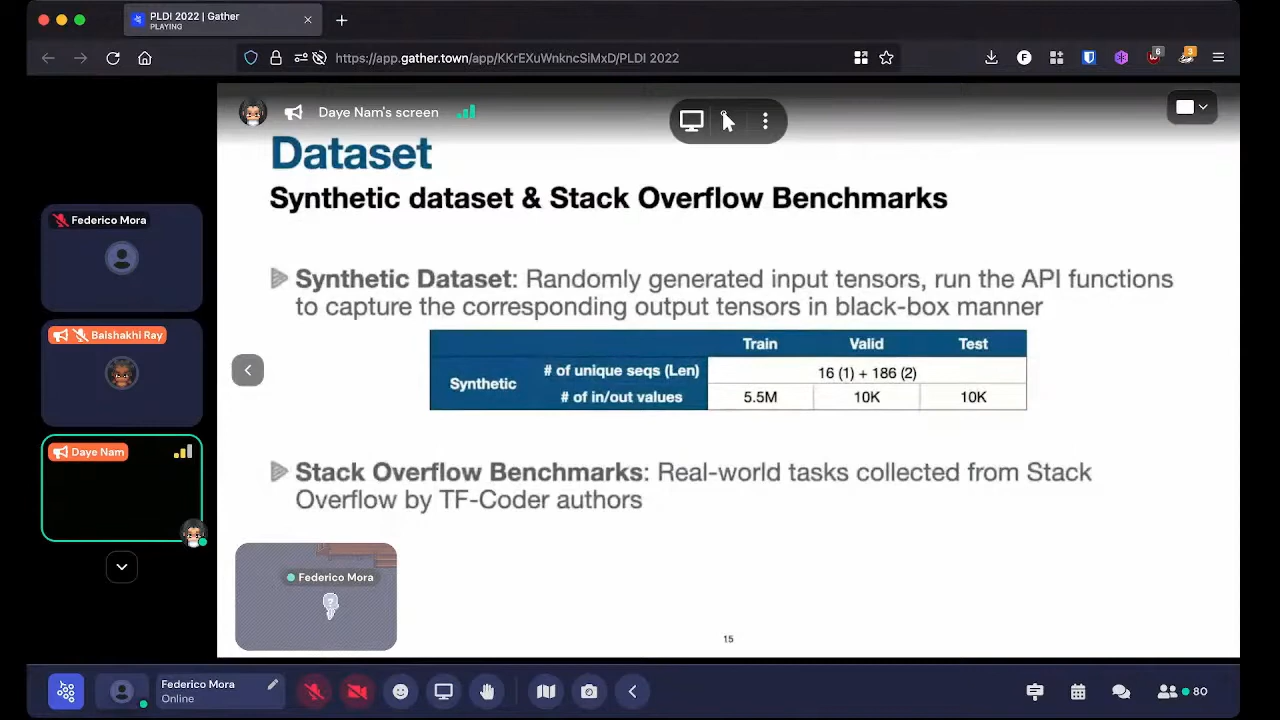 PLDI 2022 | Gather
PLAYING
https://app.gather.town/app/KKrEXuWnkncSiMxD/PLDI 2022
6
3
Daye Nam's screen
Dataset
Synthetic dataset & Stack Overflow Benchmarks
Federico Mora
Synthetic Dataset: Randomly generated input tensors, run the API functions
to capture the corresponding output tensors in black-box manner
Baishakhi Ray
Train Valid Test
Synthetic
# of unique seqs (Len) 16 (1) + 186 (2)
# of in/out values 5.5M 10K 10K
Daye Nam
Stack Overflow Benchmarks: Real-world tasks collected from Stack
Overflow by TF-Coder authors
Federico Mora
15
Federico Mora
Online
80